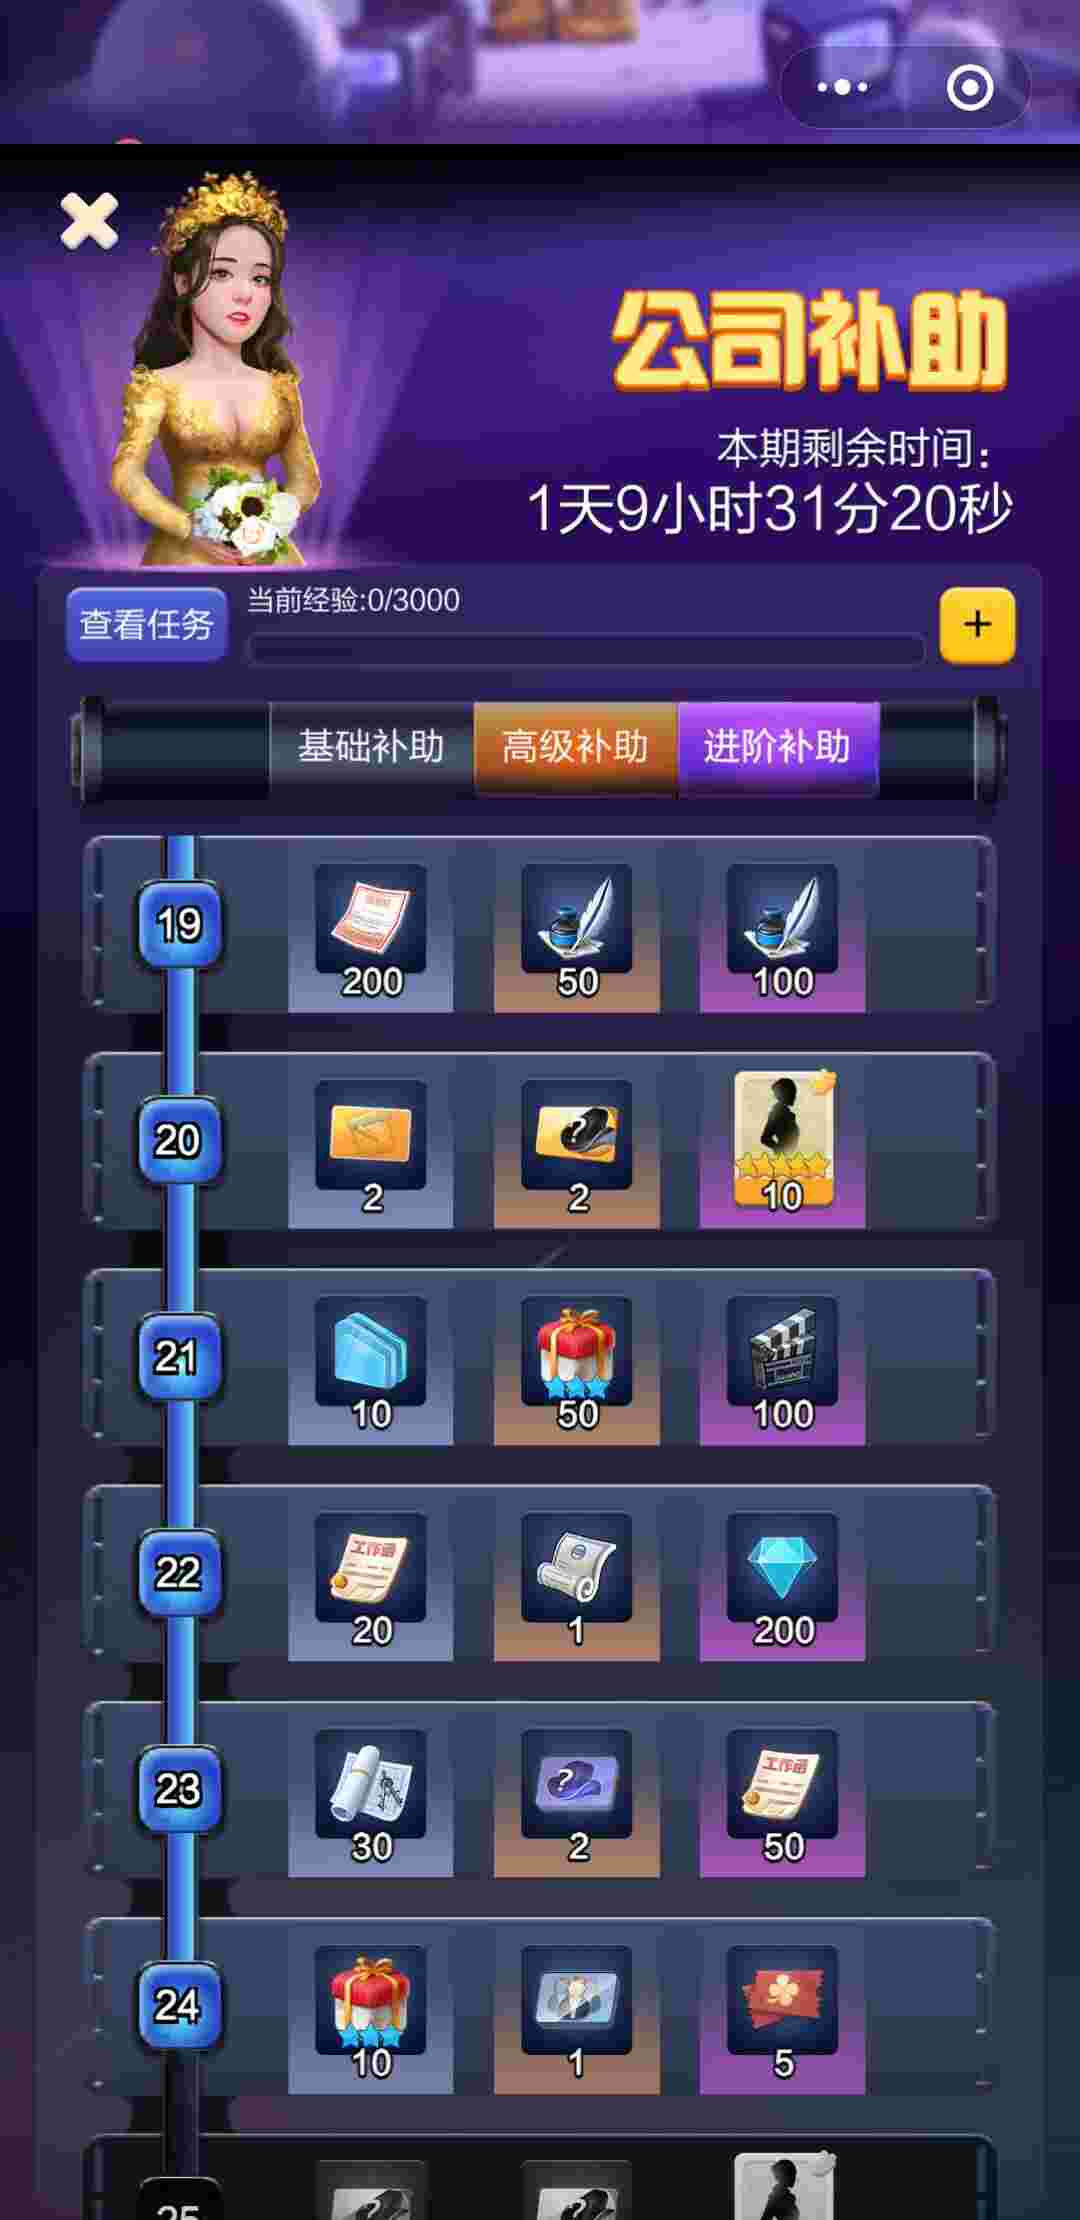 公司补助
本期剩余时间：
1天9小时31分20秒
查看任务
当前经验:0/3000
+
基础补助 高级补助 进阶补助
19 200 50 100
20 2 ? 2 10
21 10 50 100
22 工作函 20 1 200
23 30 ? 2 工作函 50
24 10 1 5
25 ? ?